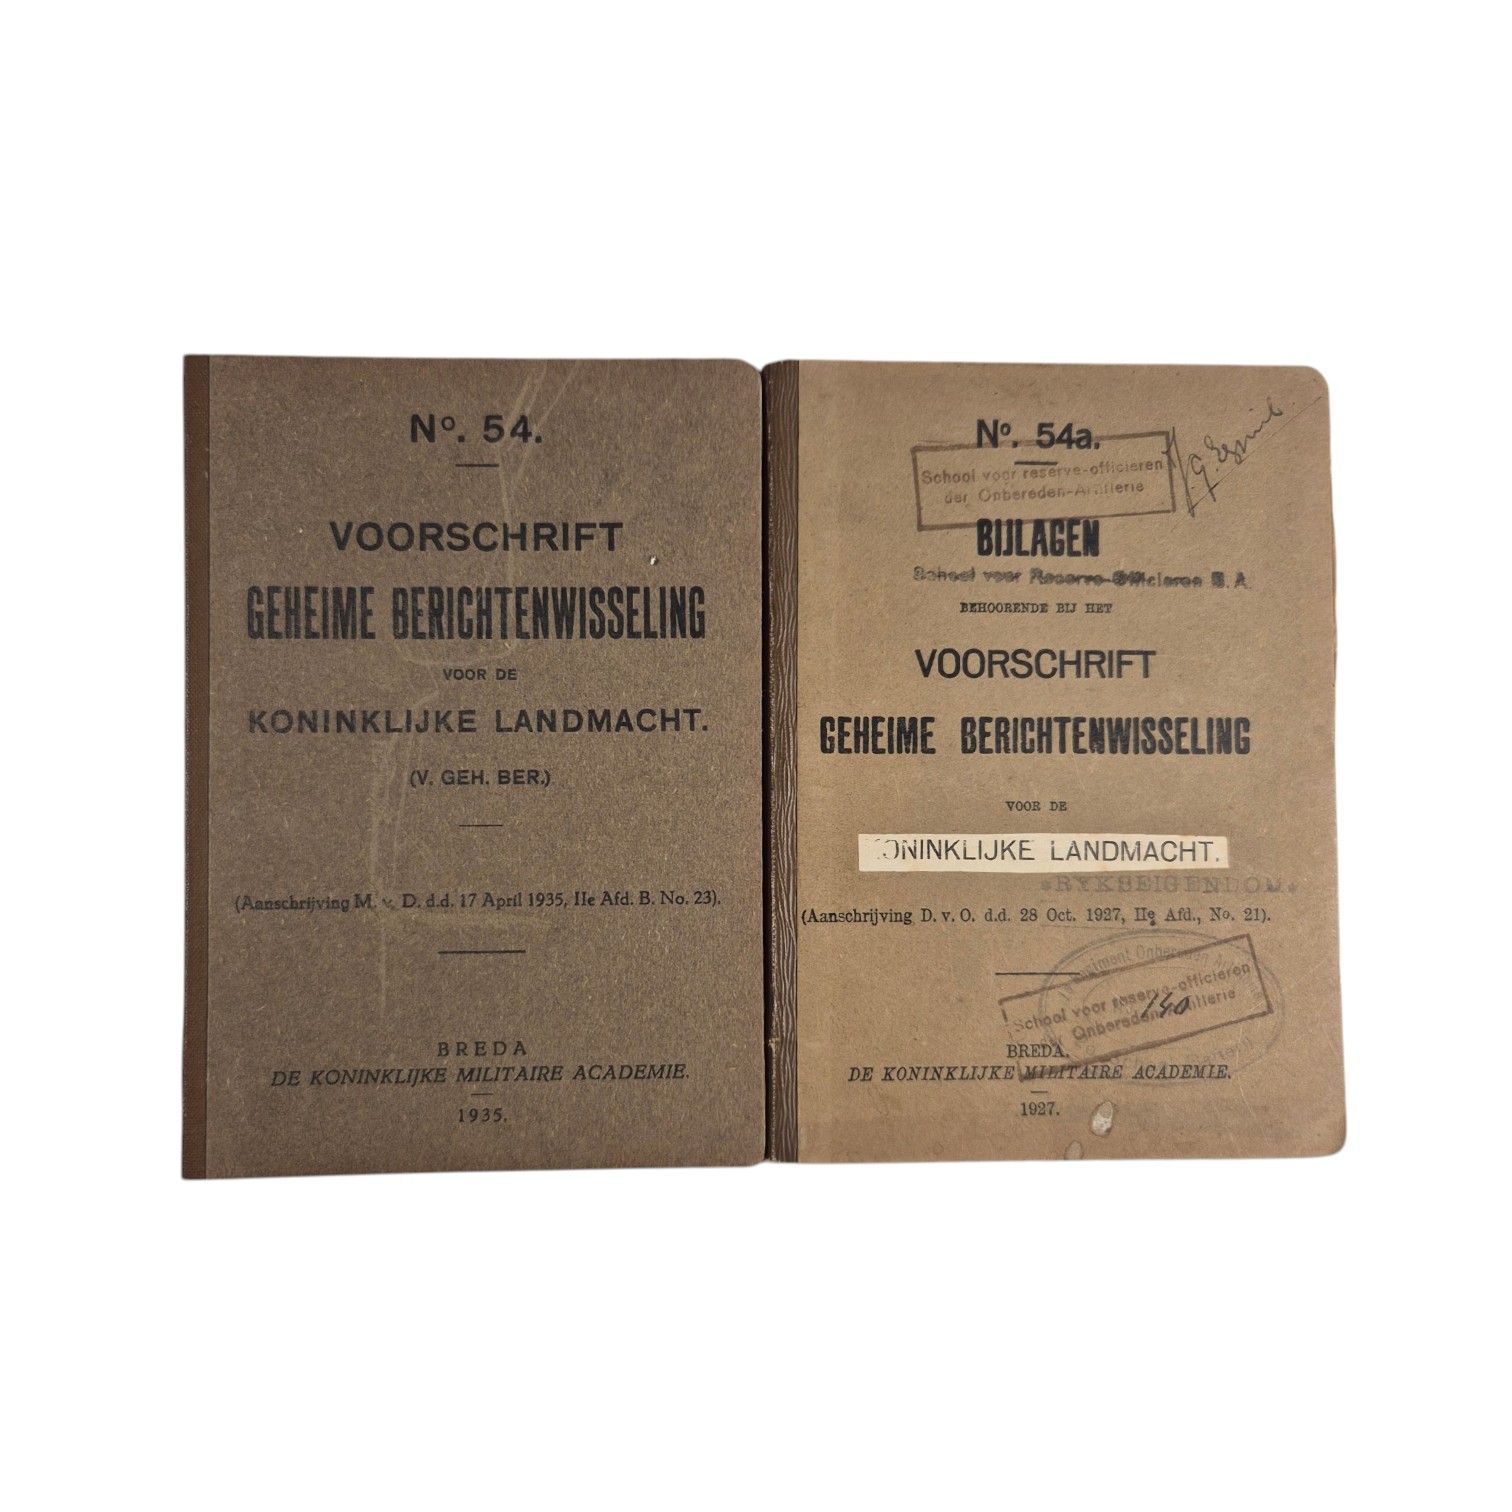 No. 54.
VOORSCHRIFT
GEHEIME BERICHTENWISSELING
VOOR DE
KONINKLIJKE LANDMACHT.
(V. GEH. BER.)
(Aanschrijving M. v. D. d.d. 17 April 1935, IIe Afd. B. No. 23).
BREDA
DE KONINKLIJKE MILITAIRE ACADEMIE.
1935.
No. 54a.
School voor reserve-officieren
der Onbereden-Artillerie
BIJLAGEN
School voor Reserve-Officieren B. A.
BEHOORENDE BIJ HET
VOORSCHRIFT
GEHEIME BERICHTENWISSELING
VOOR DE
KONINKLIJKE LANDMACHT.
RYKSEIGENDOM
(Aanschrijving D. v. O. d.d. 28 Oct. 1927, IIe Afd., No. 21).
School voor reserve-officieren
Onbereden-Artillerie
BREDA.
DE KONINKLIJKE MILITAIRE ACADEMIE.
1927.